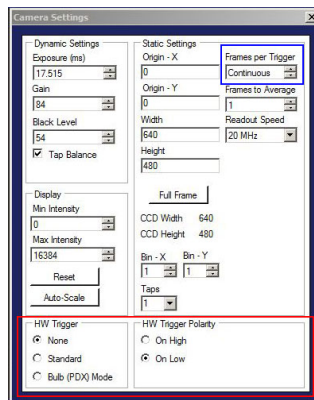 Camera Settings
Dynamic Settings
Exposure (ms)
17.515
Gain
84
Black Level
54
Tap Balance
Display
Min Intensity
0
Max Intensity
16384
Reset
Auto-Scale
Static Settings
Origin - X
0
Origin - Y
0
Width
640
Height
480
Frames per Trigger
Continuous
Frames to Average
1
Readout Speed
20 MHz
Full Frame
CCD Width 640
CCD Height 480
Bin - X Bin - Y
1 1
Taps
1
HW Trigger
None
Standard
Bulb (PDX) Mode
HW Trigger Polarity
On High
On Low